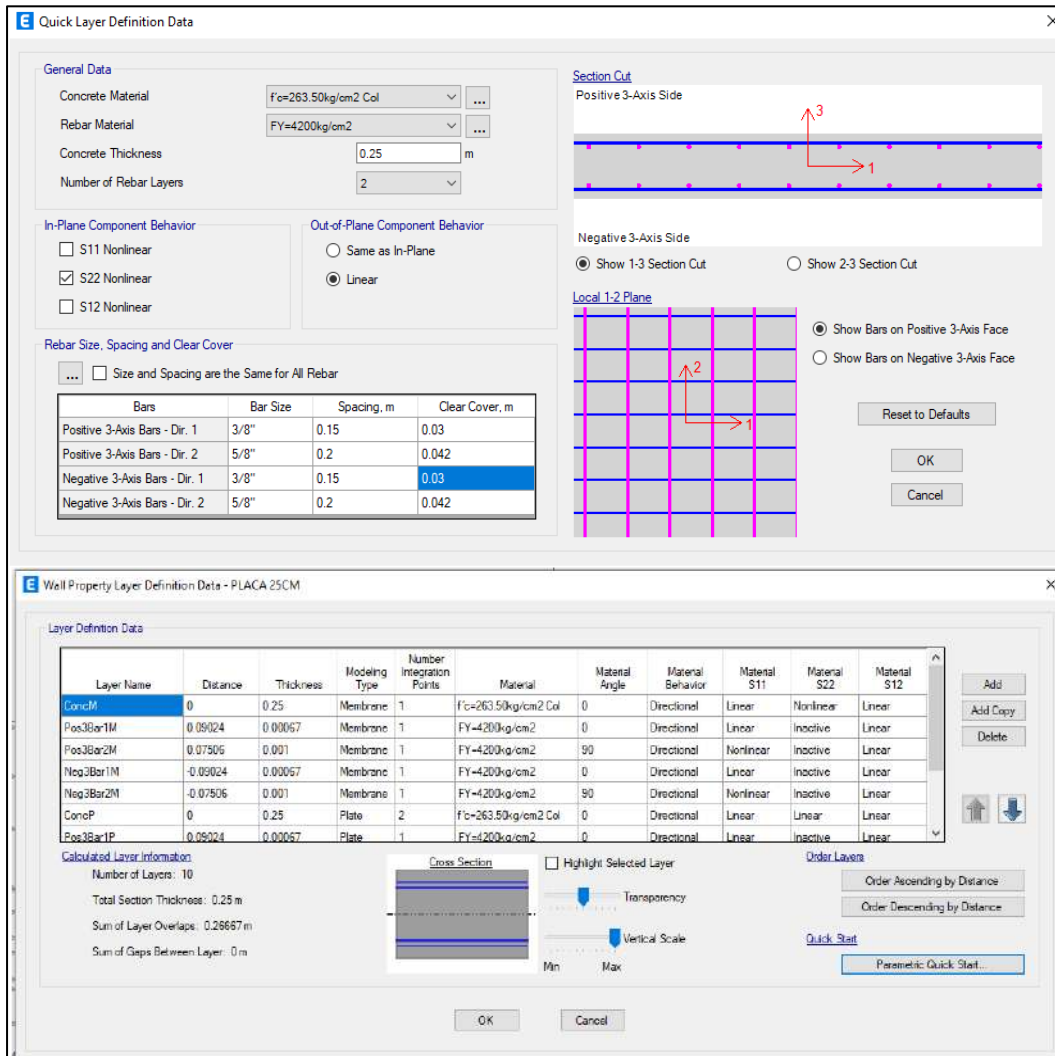 E Quick Layer Definition Data
General Data
Concrete Material f'c=263.50kg/cm2 Col ...
Rebar Material FY=4200kg/cm2 ...
Concrete Thickness 0.25 m
Number of Rebar Layers 2
In-Plane Component Behavior
S11 Nonlinear
S22 Nonlinear
S12 Nonlinear
Out-of-Plane Component Behavior
Same as In-Plane
Linear
Rebar Size, Spacing and Clear Cover
... Size and Spacing are the Same for All Rebar
Bars Bar Size Spacing, m Clear Cover, m
Positive 3-Axis Bars - Dir. 1 3/8" 0.15 0.03
Positive 3-Axis Bars - Dir. 2 5/8" 0.2 0.042
Negative 3-Axis Bars - Dir. 1 3/8" 0.15 0.03
Negative 3-Axis Bars - Dir. 2 5/8" 0.2 0.042
Section Cut
Positive 3-Axis Side
3
1
Negative 3-Axis Side
Show 1-3 Section Cut Show 2-3 Section Cut
Local 1-2 Plane
2
1
Show Bars on Positive 3-Axis Face
Show Bars on Negative 3-Axis Face
Reset to Defaults
OK
Cancel
E Wall Property Layer Definition Data - PLACA 25CM
Layer Definition Data
Layer Name Distance Thickness Modeling Type Number Integration Points Material Material Angle Material Behavior Material S11 Material S22 Material S12
ConcM 0 0.25 Membrane 1 f'c=263.50kg/cm2 Col 0 Directional Linear Nonlinear Linear
Pos3Bar1M 0.09024 0.00067 Membrane 1 FY=4200kg/cm2 0 Directional Linear Inactive Linear
Pos3Bar2M 0.07506 0.001 Membrane 1 FY=4200kg/cm2 90 Directional Nonlinear Inactive Linear
Neg3Bar1M -0.09024 0.00067 Membrane 1 FY=4200kg/cm2 0 Directional Linear Inactive Linear
Neg3Bar2M -0.07506 0.001 Membrane 1 FY=4200kg/cm2 90 Directional Nonlinear Inactive Linear
ConcP 0 0.25 Plate 2 f'c=263.50kg/cm2 Col 0 Directional Linear Linear Linear
Pos3Bar1P 0.09024 0.00067 Plate 1 FY=4200kg/cm2 0 Directional Linear Inactive Linear
Add
Add Copy
Delete
Calculated Layer Information
Number of Layers: 10
Total Section Thickness: 0.25 m
Sum of Layer Overlaps: 0.26667 m
Sum of Gaps Between Layer: 0 m
Cross Section
Highlight Selected Layer
Transparency
Vertical Scale
Min Max
Order Layers
Order Ascending by Distance
Order Descending by Distance
Quick Start
Parametric Quick Start...
OK Cancel